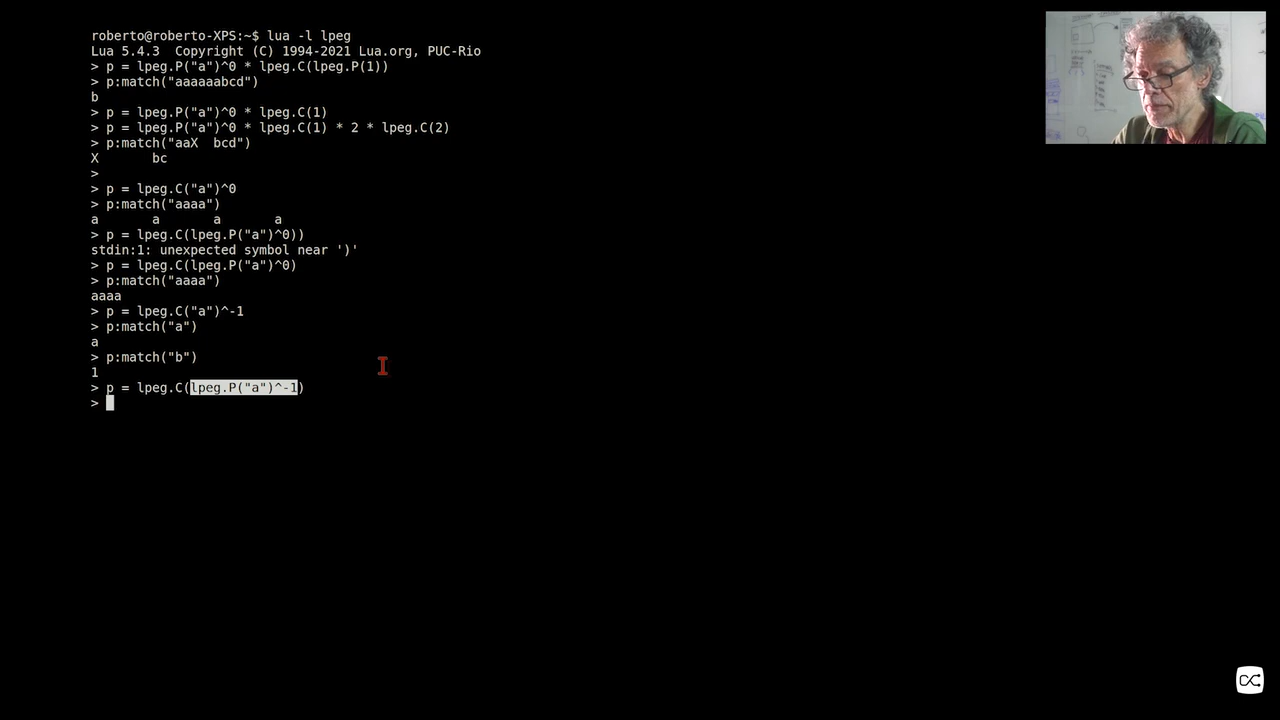 roberto@roberto-XPS:~$ lua -l lpeg
Lua 5.4.3  Copyright (C) 1994-2021 Lua.org, PUC-Rio
> p = lpeg.P("a")^0 * lpeg.C(lpeg.P(1))
> p:match("aaaaaabcd")
b
> p = lpeg.P("a")^0 * lpeg.C(1)
> p = lpeg.P("a")^0 * lpeg.C(1) * 2 * lpeg.C(2)
> p:match("aaX  bcd")
X       bc
>
> p = lpeg.C("a")^0
> p:match("aaaa")
a       a       a       a
> p = lpeg.C(lpeg.P("a")^0))
stdin:1: unexpected symbol near ')'
> p = lpeg.C(lpeg.P("a")^0)
> p:match("aaaa")
aaaa
> p = lpeg.C("a")^-1
> p:match("a")
a
> p:match("b")
1
> p = lpeg.C(lpeg.P("a")^-1)
>